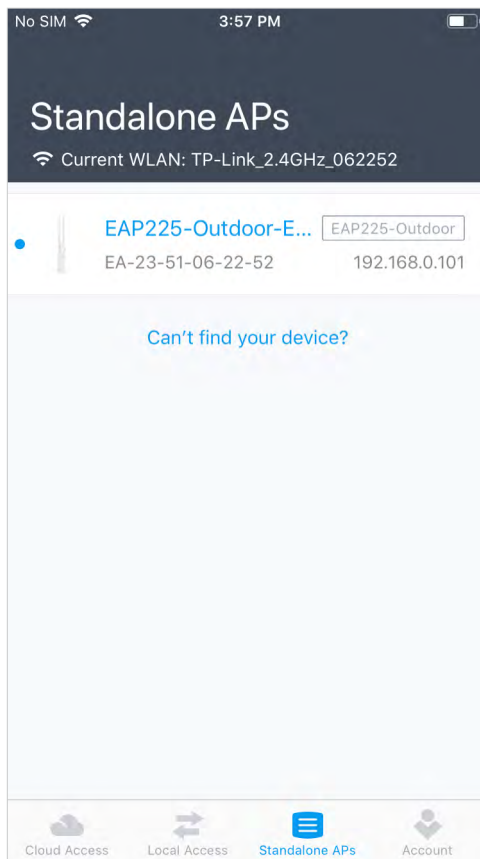 No SIM 3:57 PM
Standalone APs
Current WLAN: TP-Link_2.4GHz_062252
EAP225-Outdoor-E... EAP225-Outdoor
EA-23-51-06-22-52 192.168.0.101
Can't find your device?
Cloud Access Local Access Standalone APs Account